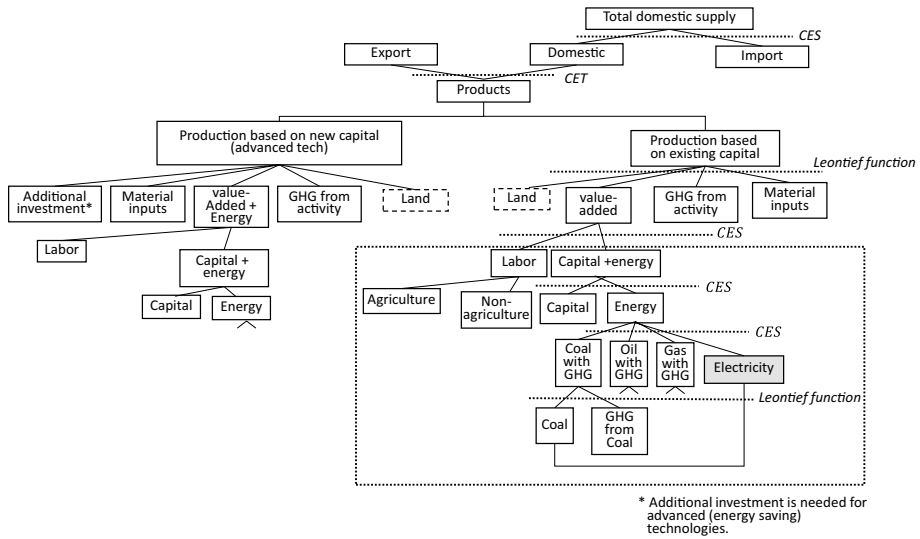 Total domestic supply
CES
Export
Domestic
Import
CET
Products
Production based on new capital
(advanced tech)
Production based
on existing capital
Leontief function
Additional
investment*
Material
inputs
value-
Added +
Energy
GHG from
activity
Land
Land
value-
added
GHG from
activity
Material
inputs
CES
Labor
Capital +
energy
Labor
Capital +energy
CES
Capital
Energy
Agriculture
Non-
agriculture
Capital
Energy
CES
Coal
with
GHG
Oil
with
GHG
Gas
with
GHG
Electricity
Leontief function
Coal
GHG
from
Coal
* Additional investment is needed for
advanced (energy saving)
technologies.